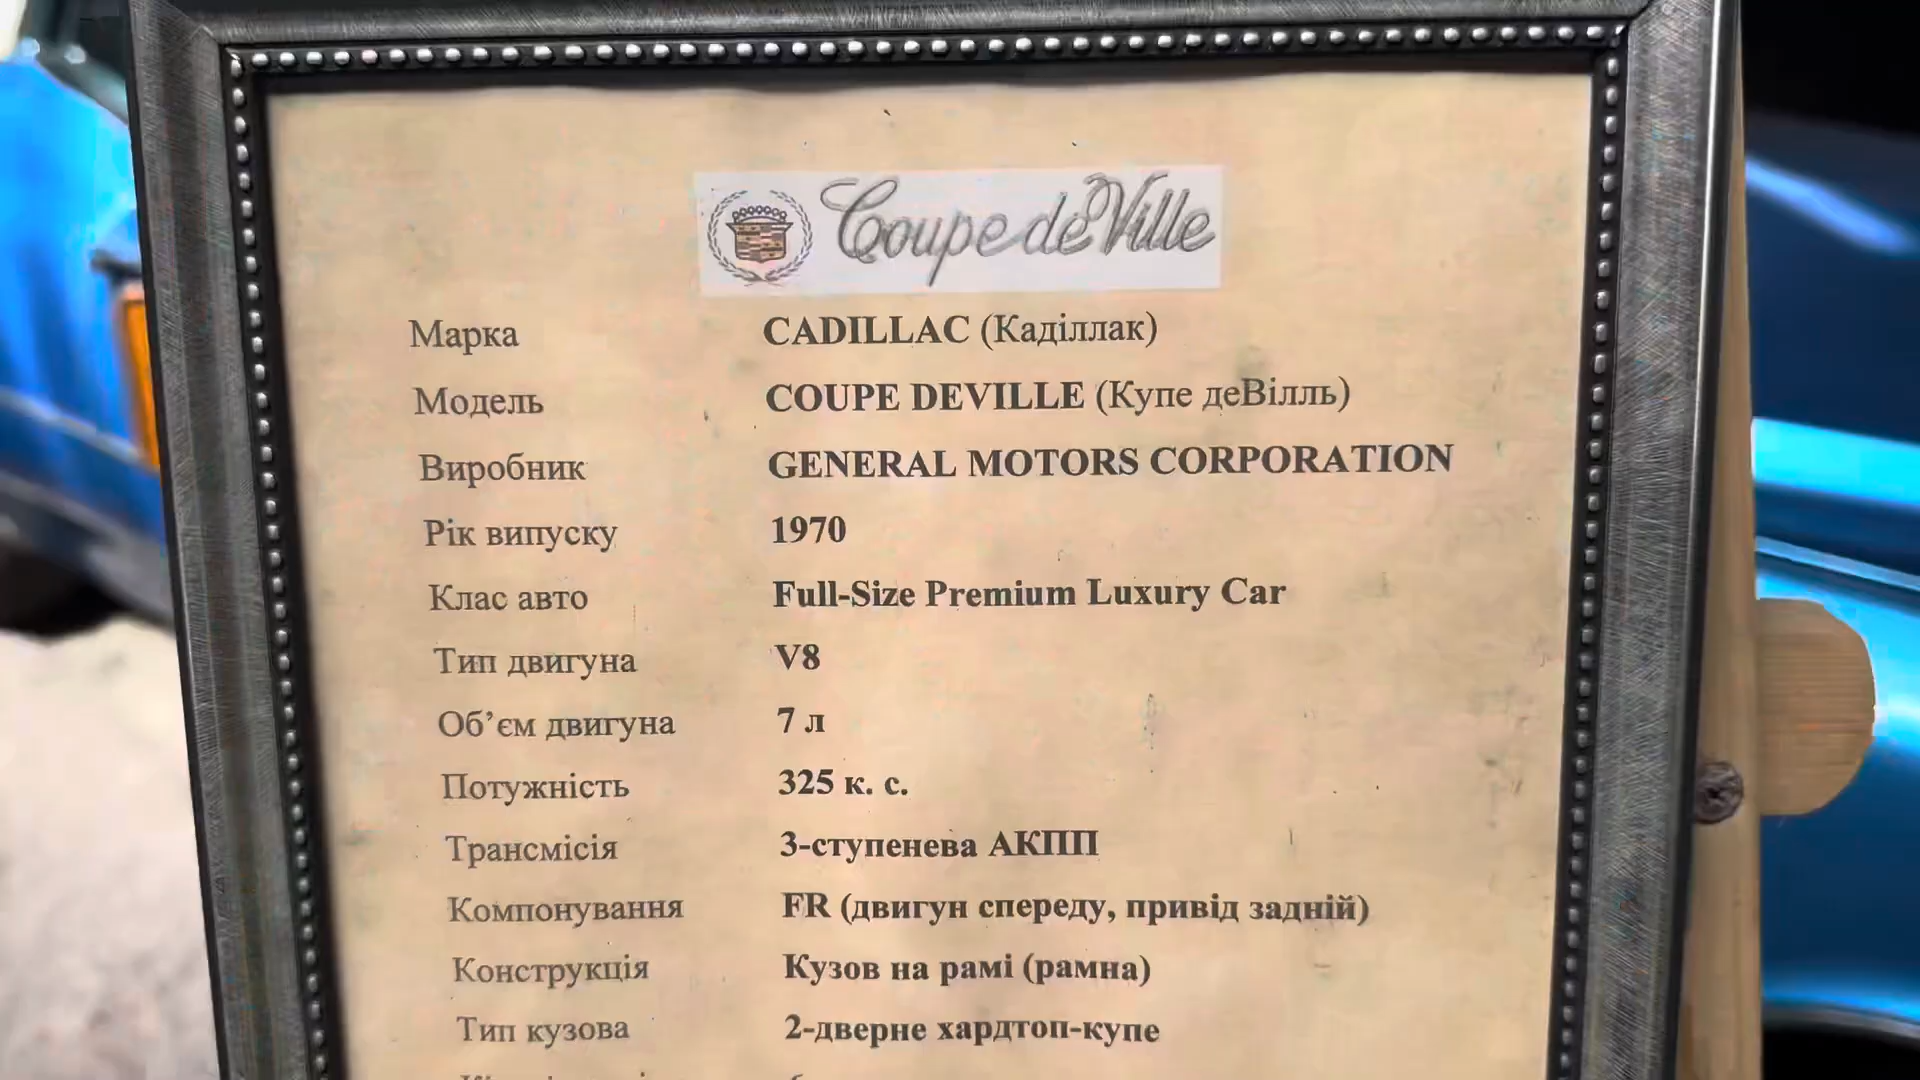 Coupe de Ville
Марка CADILLAC (Каділлак)
Модель COUPE DEVILLE (Купе деВілль)
Виробник GENERAL MOTORS CORPORATION
Рік випуску 1970
Клас авто Full-Size Premium Luxury Car
Тип двигуна V8
Об’єм двигуна 7 л
Потужність 325 к. с.
Трансмісія 3-ступенева АКПП
Компонування FR (двигун спереду, привід задній)
Конструкція Кузов на рамі (рамна)
Тип кузова 2-дверне хардтоп-купе